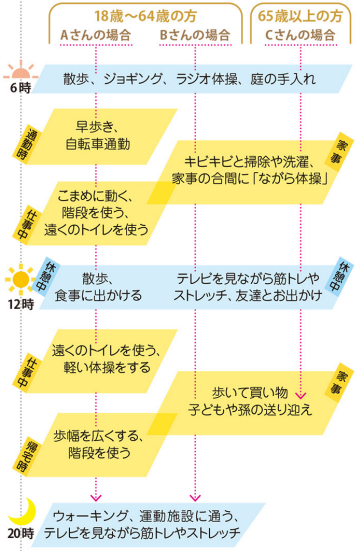 18歳～64歳の方
65歳以上の方
Aさんの場合
Bさんの場合
Cさんの場合
6時
散歩、ジョギング、ラジオ体操、庭の手入れ
通勤時
早歩き、
自転車通勤
家事
キビキビと掃除や洗濯、
家事の合間に「ながら体操」
仕事中
こまめに動く、
階段を使う、
遠くのトイレを使う
12時
休憩中
散歩、
食事に出かける
テレビを見ながら筋トレや
ストレッチ、友達とお出かけ
休憩中
仕事中
遠くのトイレを使う、
軽い体操をする
家事
歩いて買い物
子どもや孫の送り迎え
帰宅時
歩幅を広くする、
階段を使う
20時
ウォーキング、運動施設に通う、
テレビを見ながら筋トレやストレッチ